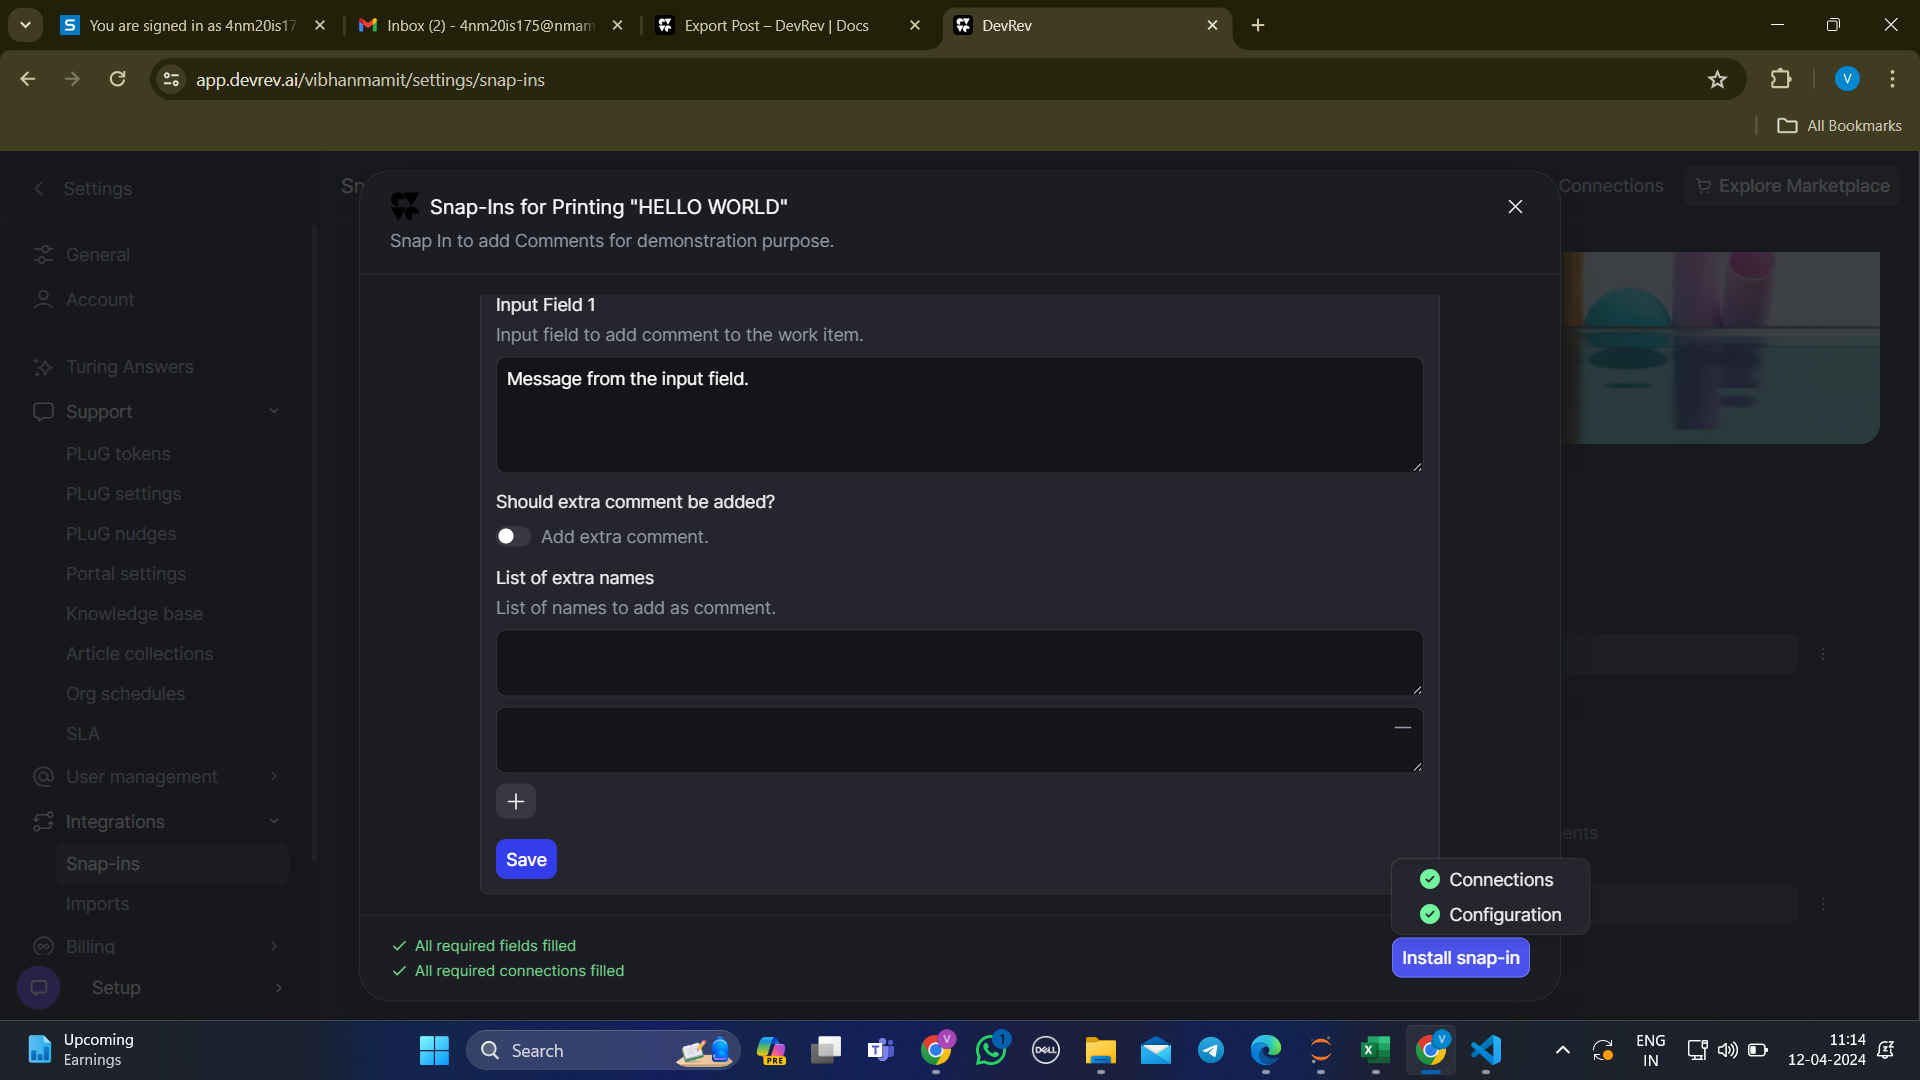 You are signed in as 4nm20is17
Inbox (2) - 4nm20is175@nmam
Export Post – DevRev | Docs
DevRev
app.devrev.ai/vibhanmamit/settings/snap-ins
V
All Bookmarks
Settings
General
Account
Turing Answers
Support
PLuG tokens
PLuG settings
PLuG nudges
Portal settings
Knowledge base
Article collections
Org schedules
SLA
User management
Integrations
Snap-ins
Imports
Billing
Setup
Sn
Connections
Explore Marketplace
Snap-Ins for Printing "HELLO WORLD"
Snap In to add Comments for demonstration purpose.
Input Field 1
Input field to add comment to the work item.
Message from the input field.
Should extra comment be added?
Add extra comment.
List of extra names
List of names to add as comment.
Save
ents
Connections
Configuration
All required fields filled
All required connections filled
Install snap-in
Upcoming
Earnings
Search
PRE
V
1
DELL
V
ENG
IN
11:14
12-04-2024